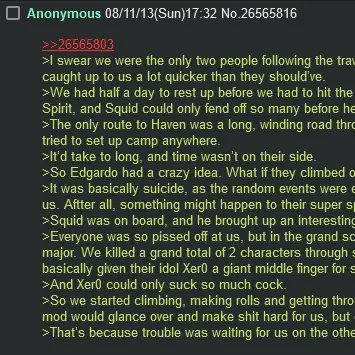 Anonymous 08/11/13(Sun)17:32 No.26565816
>>26565803
>I swear we were the only two people following the
caught up to us a lot quicker than they should've.
>We had half a day to rest up before we had to hit the
Spirit, and Squid could only fend off so many before he
>The only route to Haven was a long, winding road
tried to set up camp anywhere.
>It'd take to long, and time wasn't on their side.
>So Edgardo had a crazy idea. What if they climbed
>It was basically suicide, as the random events were
us. Aftter all, something might happen to their super
>Squid was on board, and he brought up an interesting
>Everyone was so pissed off at us, but in the grand
major. We killed a grand total of 2 characters through
basically given their idol Xer0 a giant middle finger for
>And Xer0 could only suck so much cock.
>So we started climbing, making rolls and getting
mod would glance over and make shit hard for us, but
>That's because trouble was waiting for us on the